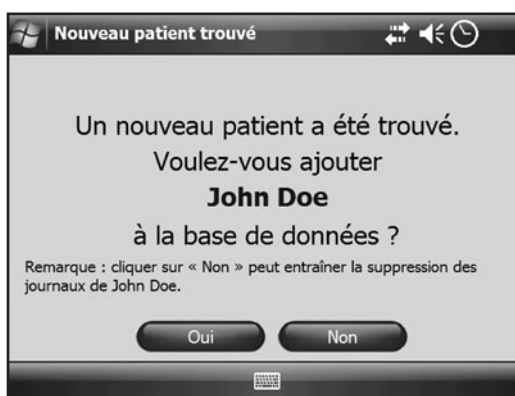 Nouveau patient trouvé
Un nouveau patient a été trouvé.
Voulez-vous ajouter
John Doe
à la base de données ?
Remarque : cliquer sur « Non » peut entraîner la suppression des
journaux de John Doe.
Oui
Non